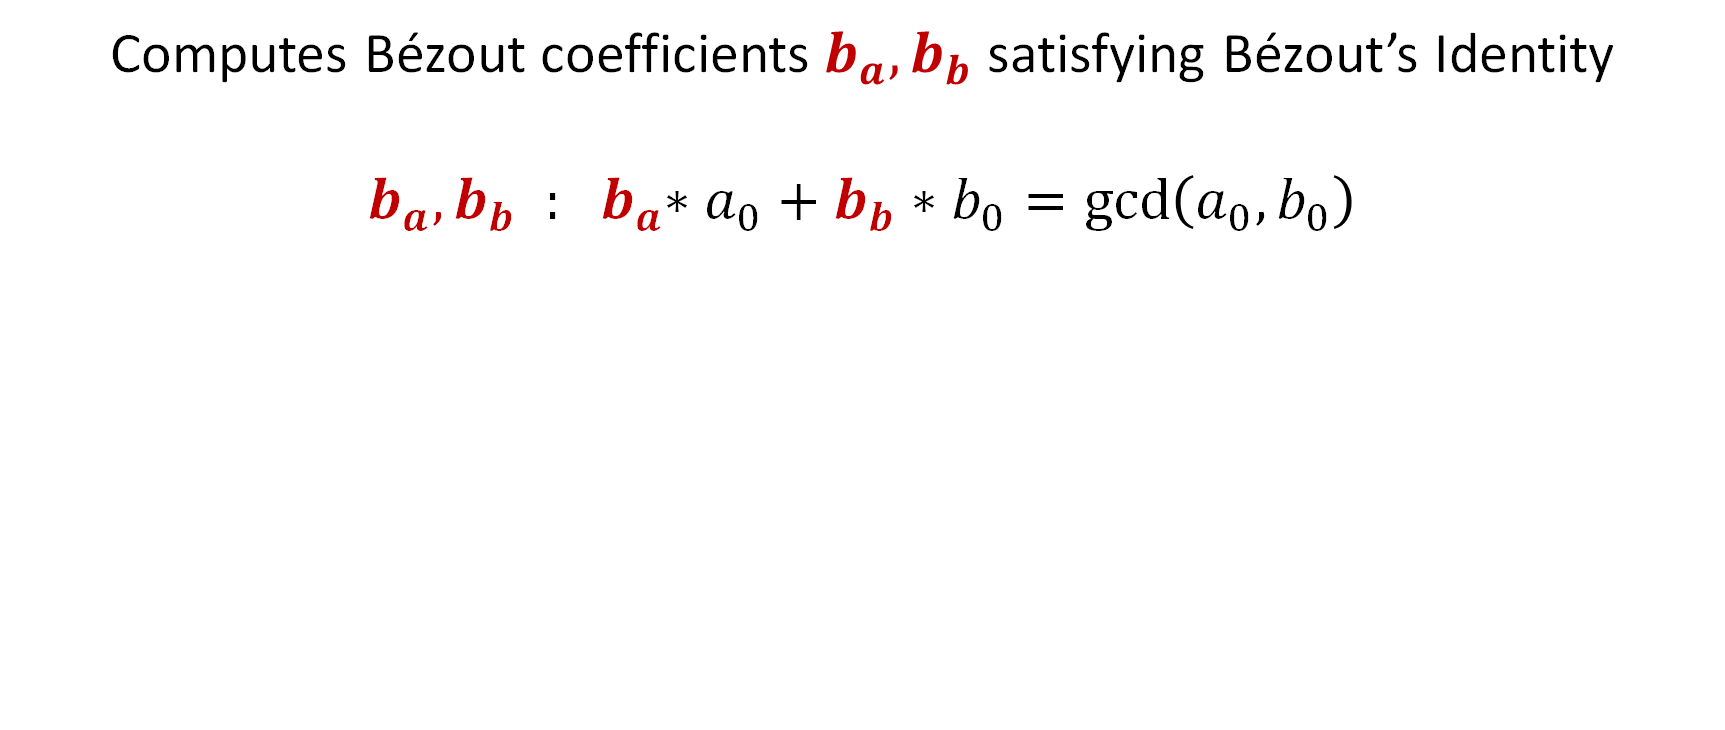 Computes Bézout coefficients b_a, b_b satisfying Bézout’s Identity
b_a, b_b : b_a * a_0 + b_b * b_0 = gcd(a_0, b_0)